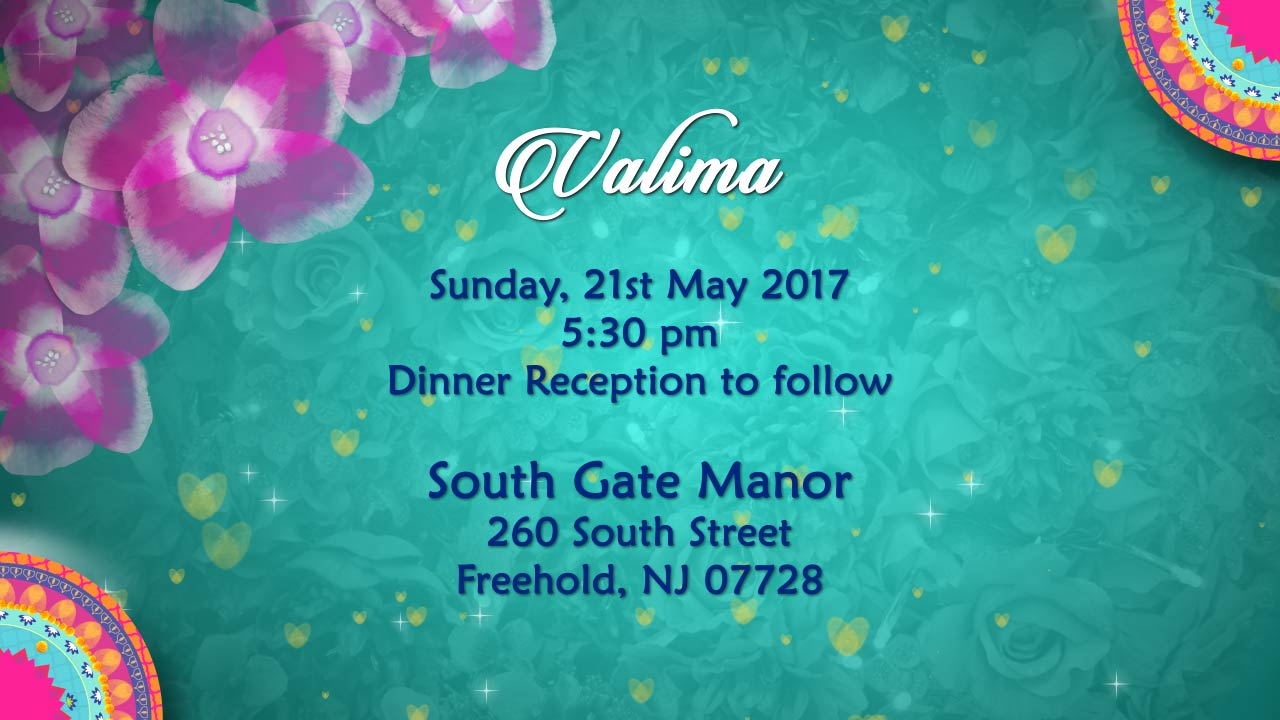 Valima
Sunday, 21st May 2017
5:30 pm
Dinner Reception to follow
South Gate Manor
260 South Street
Freehold, NJ 07728